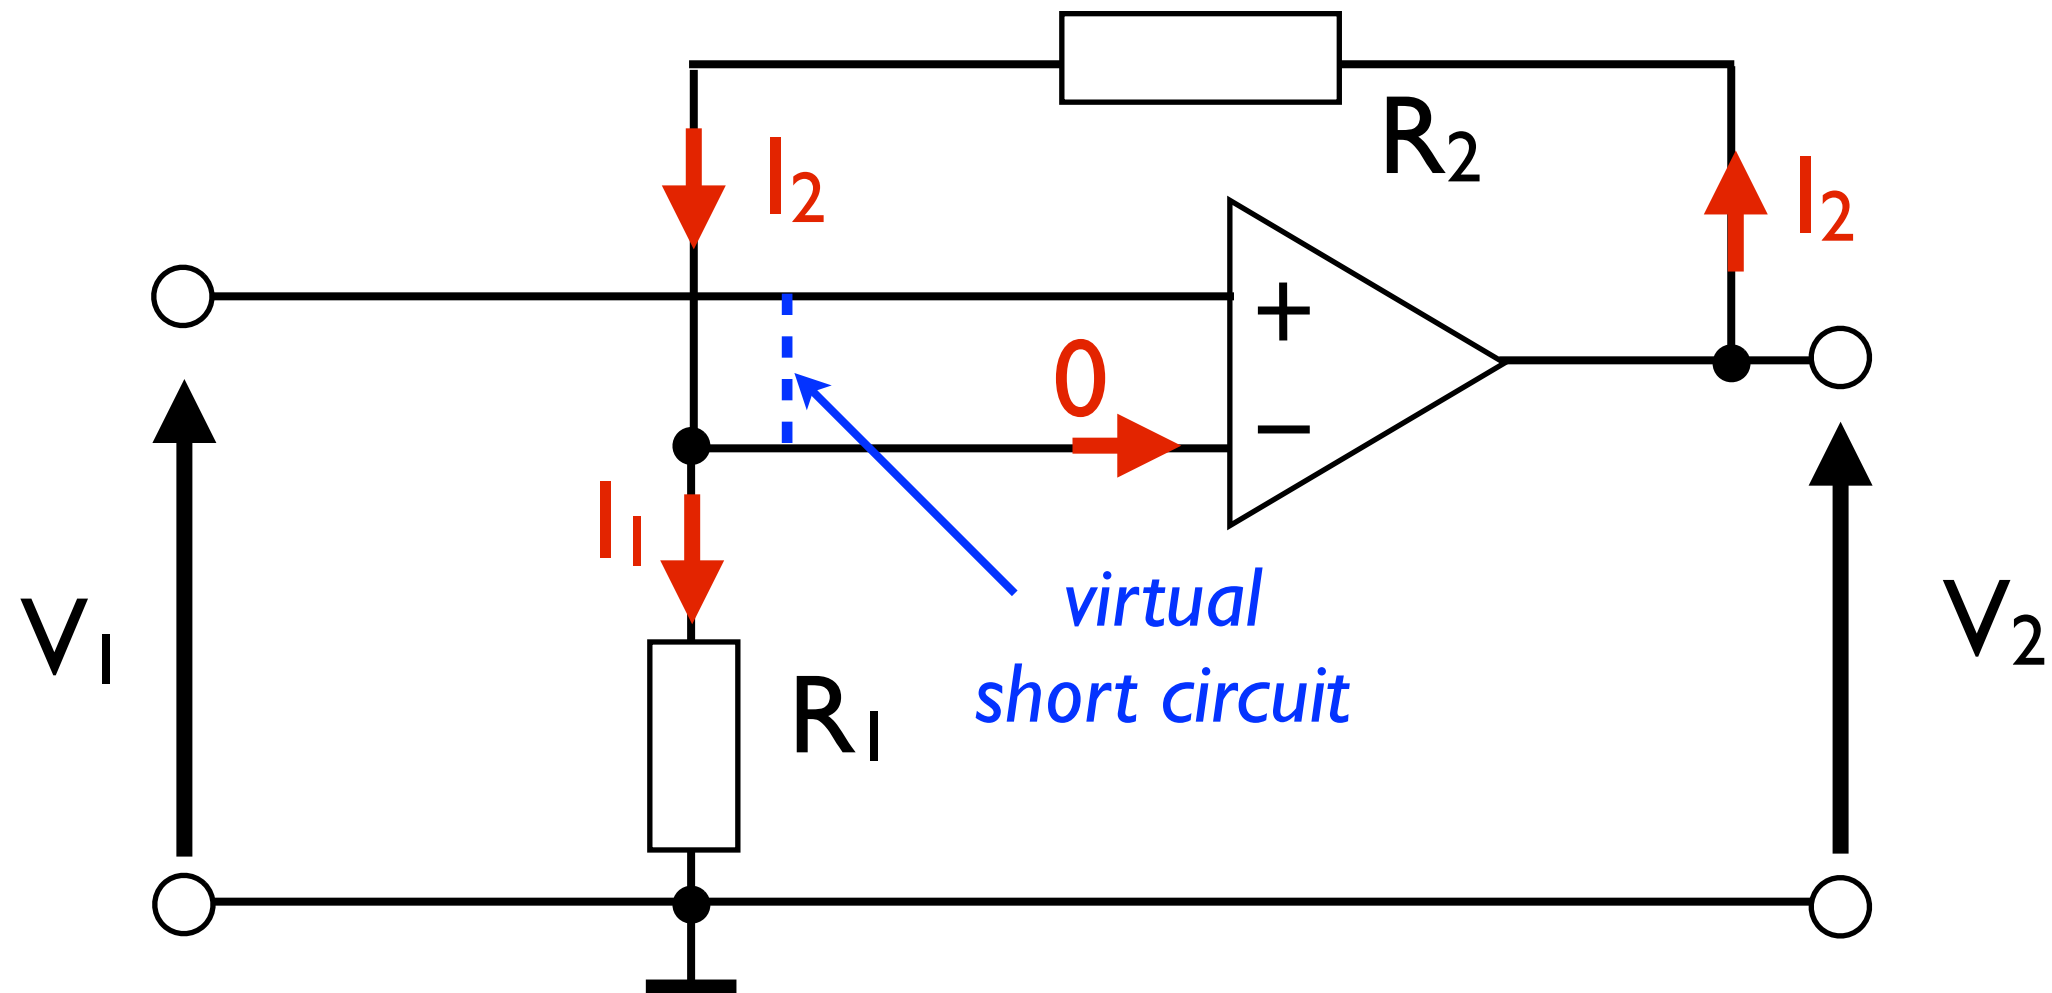 R2
I2
I2
+
0
−
I1
virtual
short circuit
V1
V2
R1